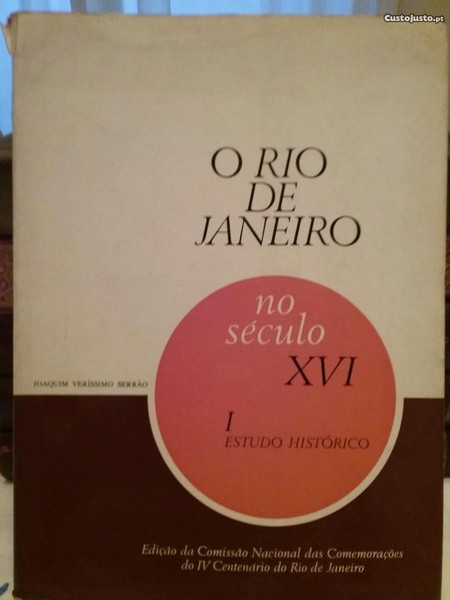 CustoJusto.pt
O RIO
DE
JANEIRO
no
século
XVI
JOAQUIM VERÍSSIMO SERRÃO
I
ESTUDO HISTÓRICO
Edição da Comissão Nacional das Comemorações
do IV Centenário do Rio de Janeiro